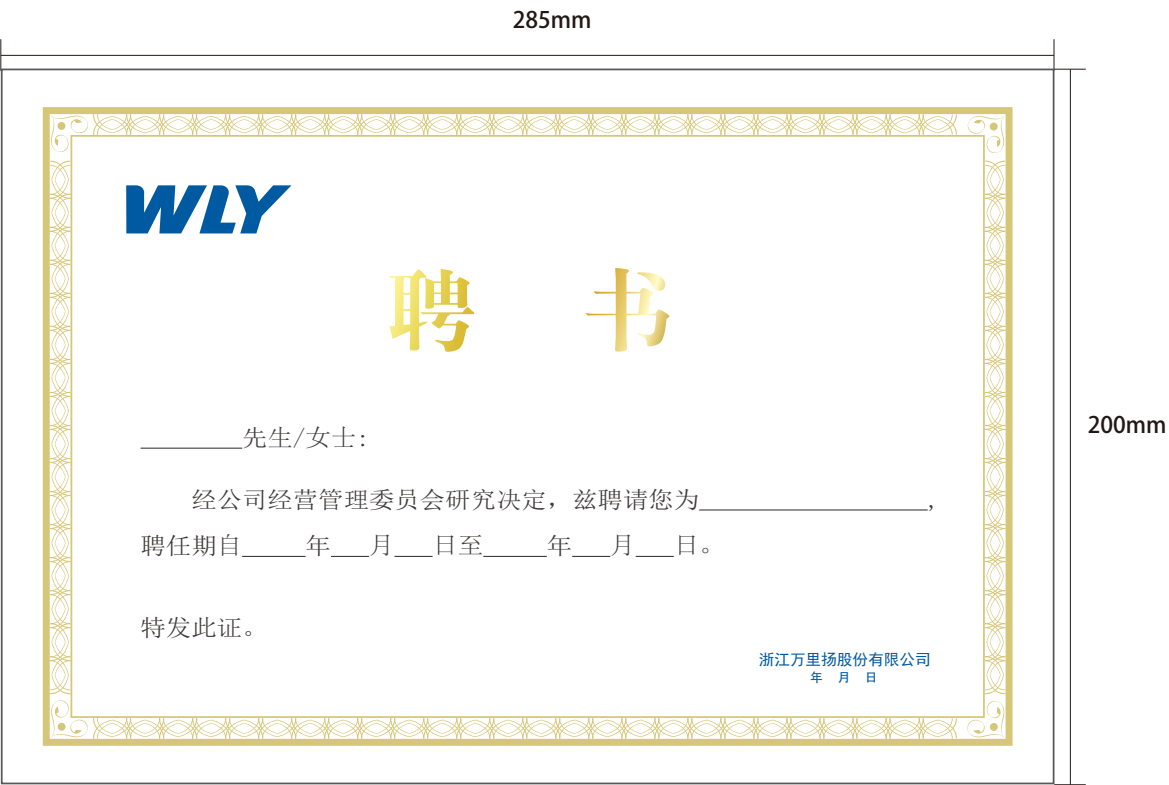 285mm
WLY
聘 书
________先生/女士:
经公司经营管理委员会研究决定，兹聘请您为__________________,
聘任期自_____年___月___日至_____年___月___日。
特发此证。
浙江万里扬股份有限公司
年 月 日
200mm